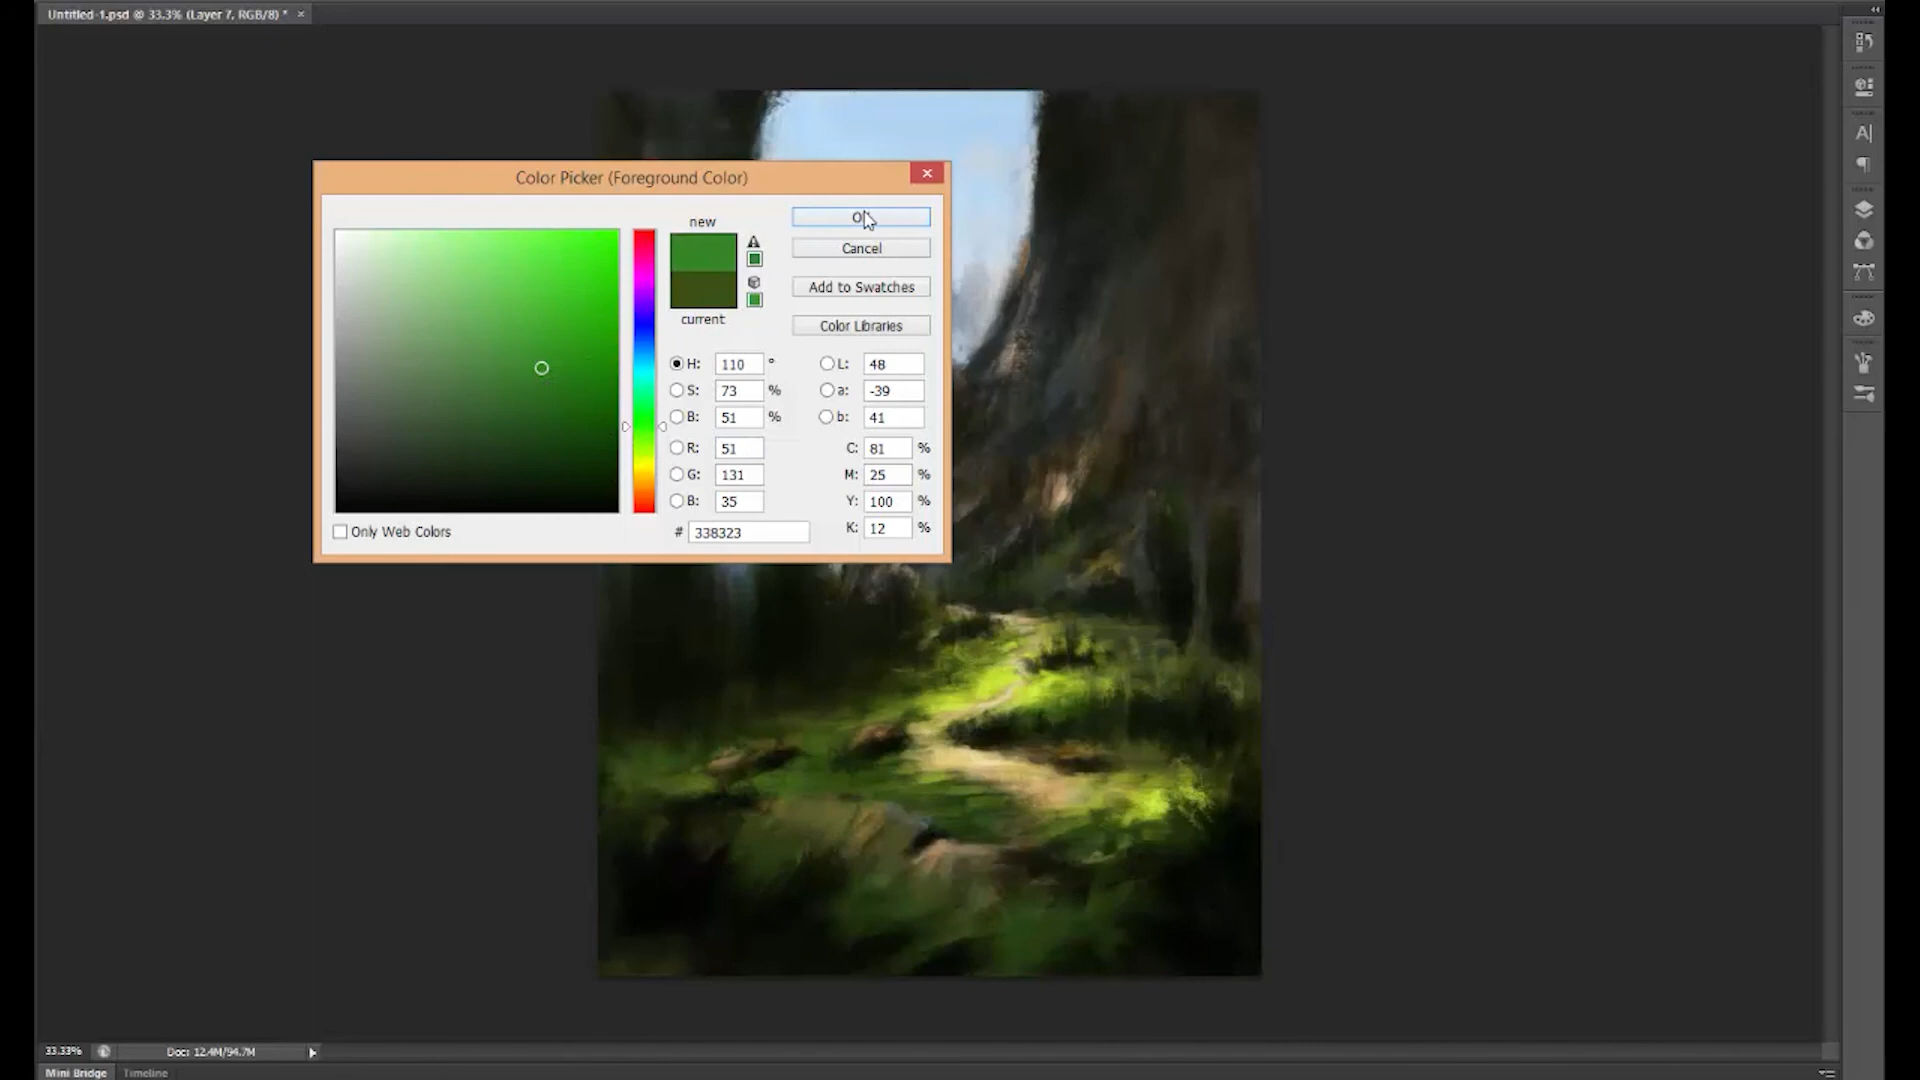 Untitled-1.psd @ 33.3% (Layer 7, RGB/8) * ×
Color Picker (Foreground Color)
new
current
Cancel
Add to Swatches
Color Libraries
H: 110 °
S: 73 %
B: 51 %
R: 51
G: 131
B: 35
# 338323
L: 48
a: -39
b: 41
C: 81 %
M: 25 %
Y: 100 %
K: 12 %
Only Web Colors
33.33%
Doc: 12.4M/94.7M
Mini Bridge Timeline